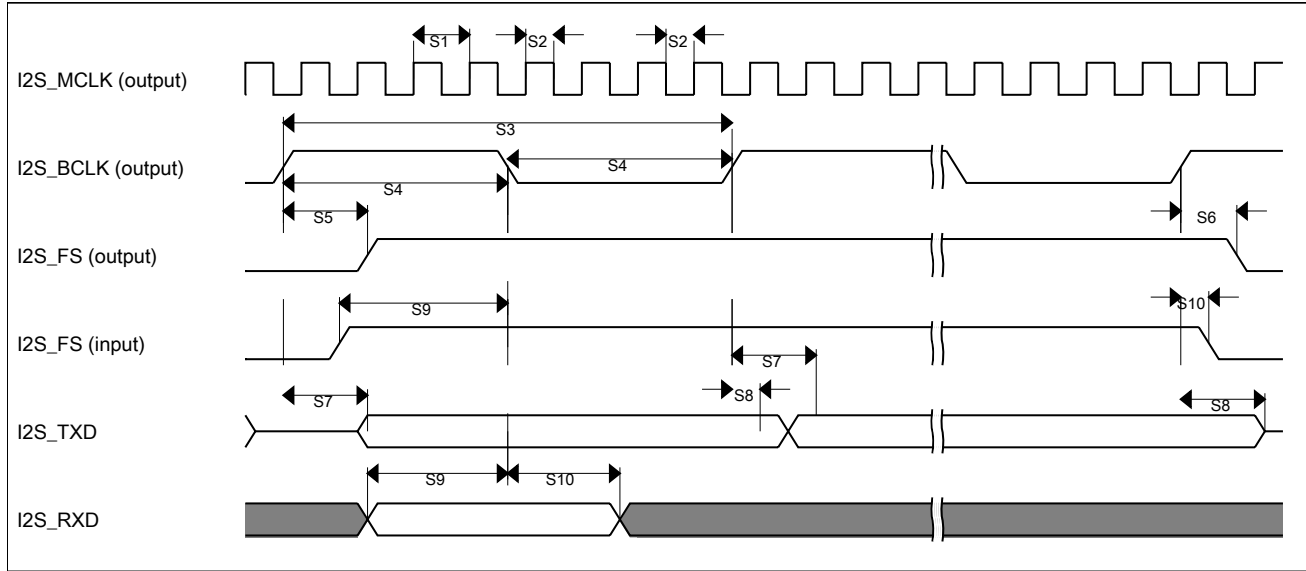 S1 S2 S2
I2S_MCLK (output)
S3
I2S_BCLK (output)
S4
S4
S5 S6
I2S_FS (output)
S9 S10
I2S_FS (input)
S7
S7 S8 S8
I2S_TXD
S9 S10
I2S_RXD